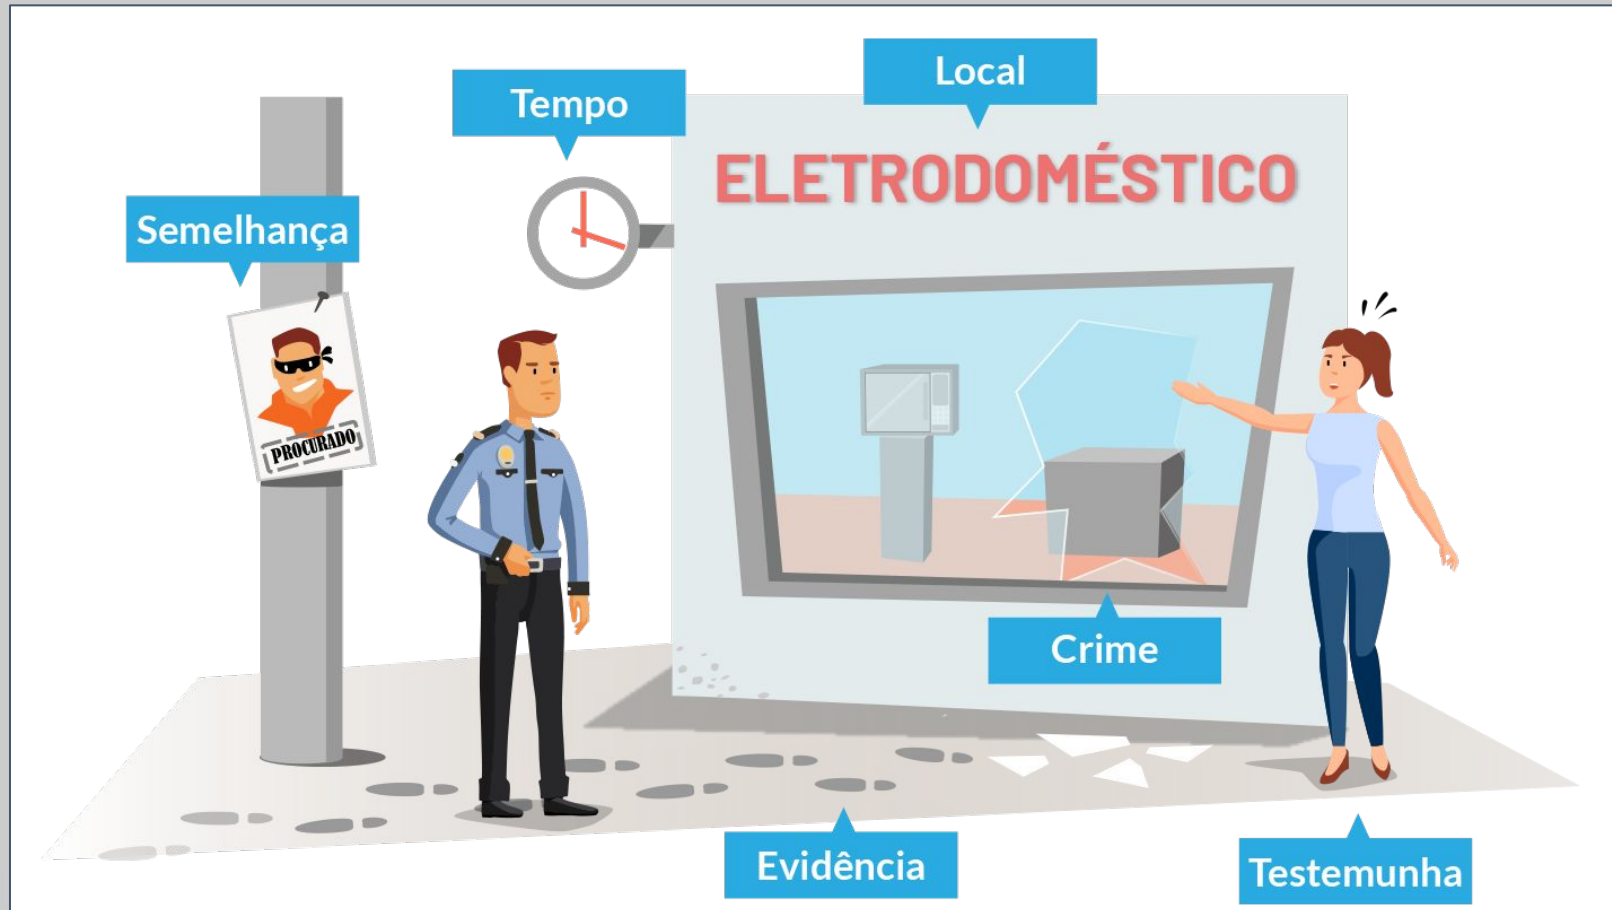 Local
Tempo
ELETRODOMÉSTICO
Semelhança
PROCURADO
Crime
Evidência
Testemunha